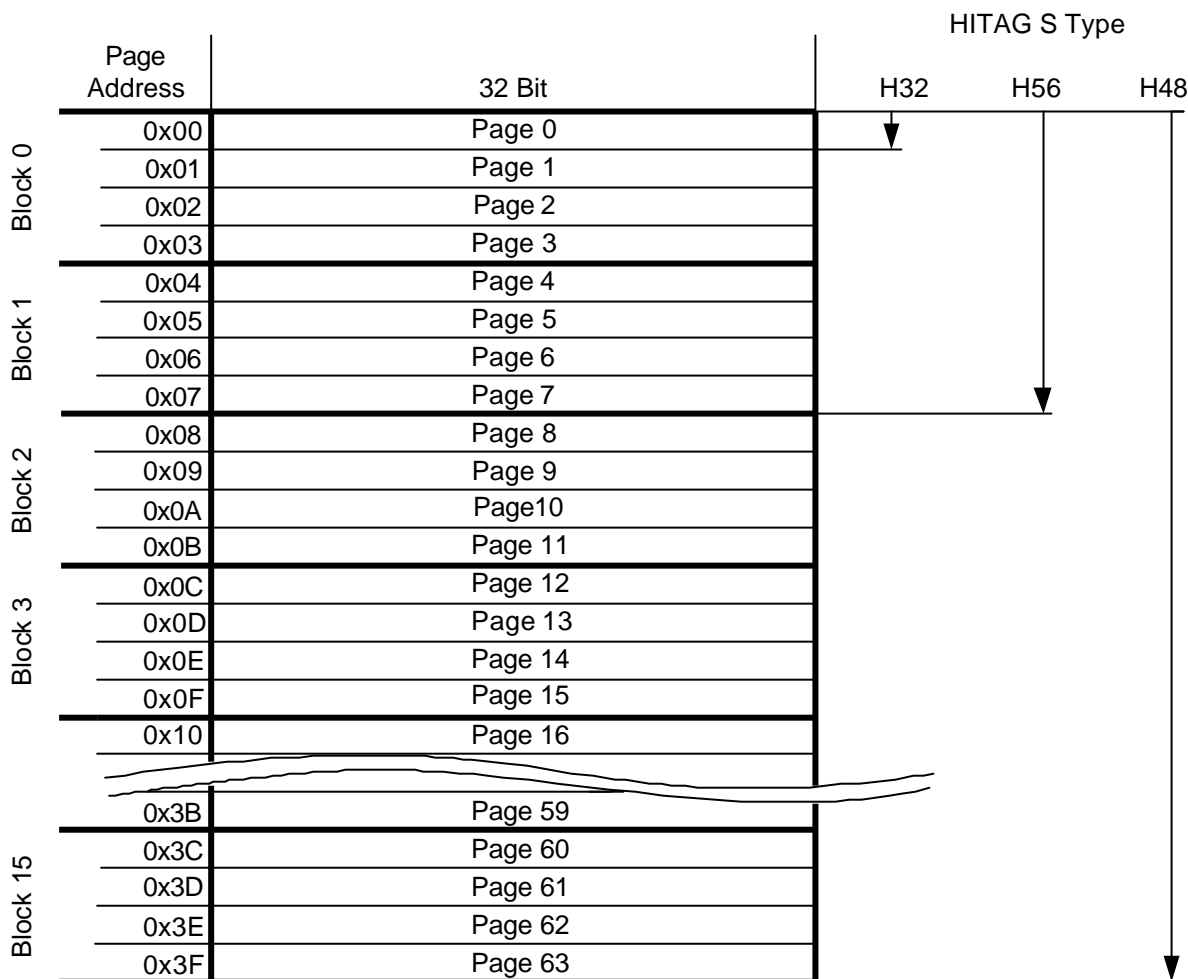 HITAG S Type
Page
Address 32 Bit H32 H56 H48
Block 0
0x00 Page 0
0x01 Page 1
0x02 Page 2
0x03 Page 3
Block 1
0x04 Page 4
0x05 Page 5
0x06 Page 6
0x07 Page 7
Block 2
0x08 Page 8
0x09 Page 9
0x0A Page10
0x0B Page 11
Block 3
0x0C Page 12
0x0D Page 13
0x0E Page 14
0x0F Page 15
0x10 Page 16
0x3B Page 59
Block 15
0x3C Page 60
0x3D Page 61
0x3E Page 62
0x3F Page 63